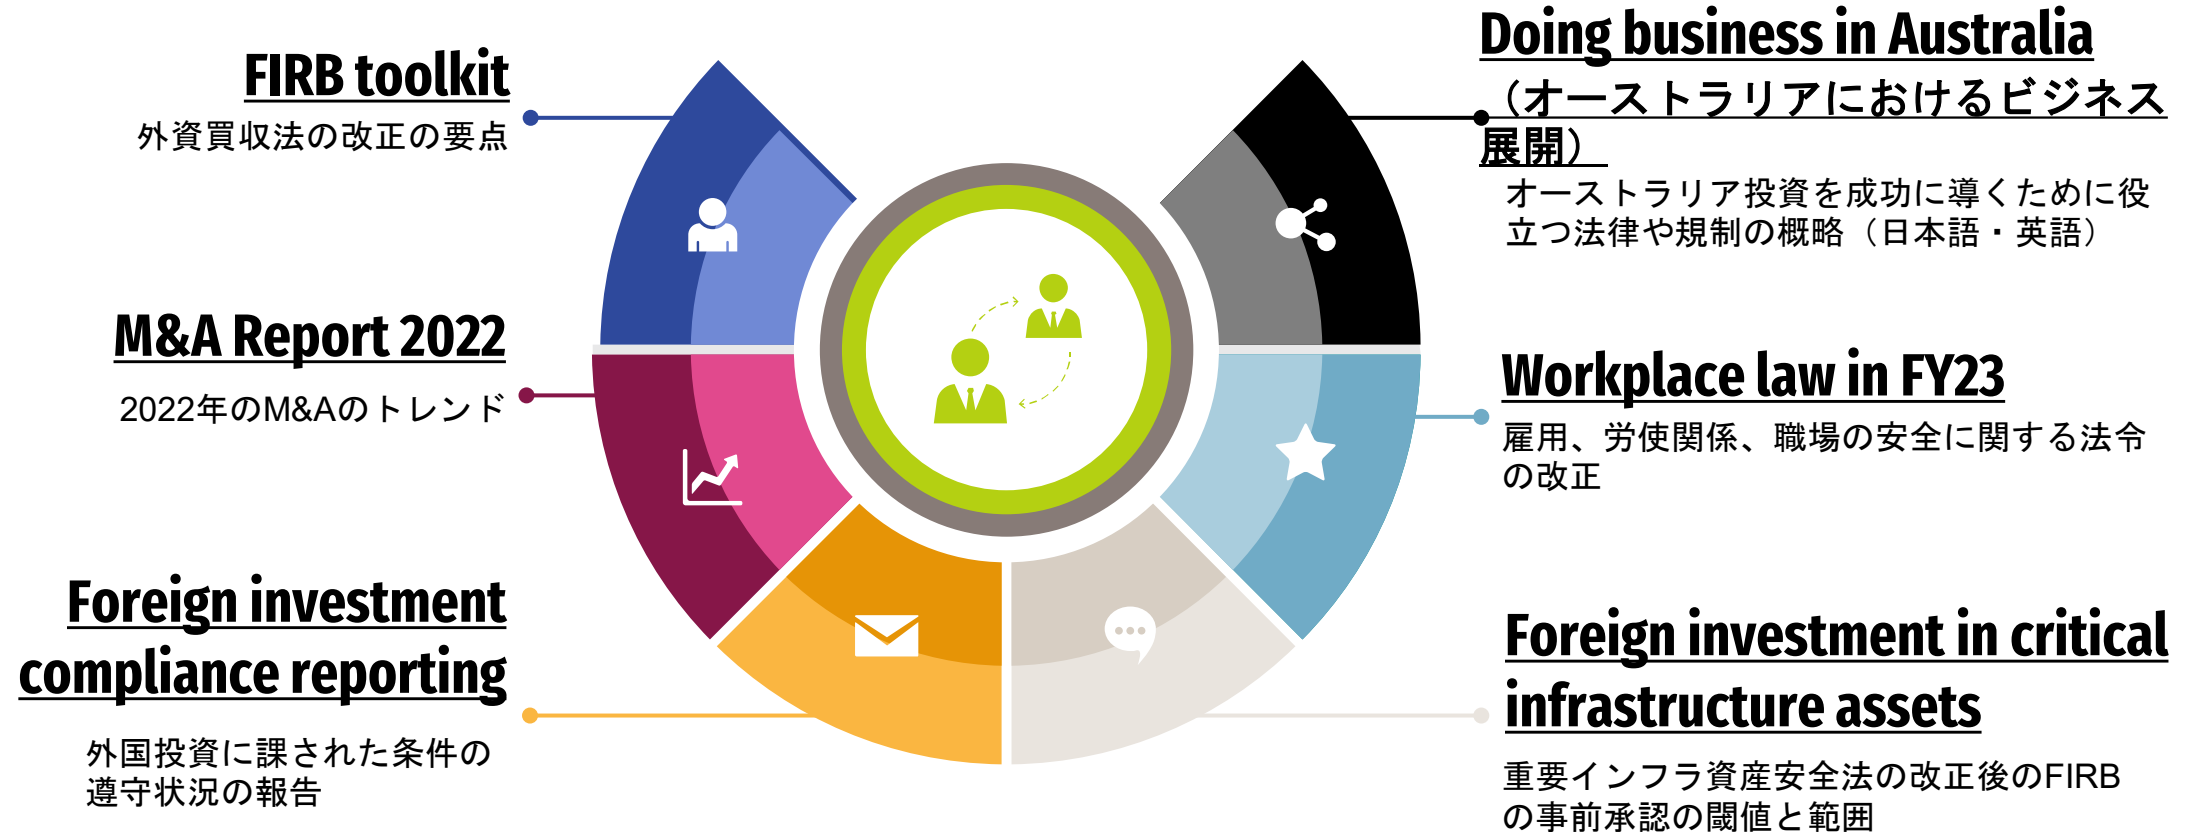 FIRB toolkit
外資買収法の改正の要点
M&A Report 2022
2022年のM&Aのトレンド
Foreign investment
compliance reporting
外国投資に課された条件の
遵守状況の報告
Doing business in Australia
（オーストラリアにおけるビジネス
展開）
オーストラリア投資を成功に導くために役
立つ法律や規制の概略（日本語・英語）
Workplace law in FY23
雇用、労使関係、職場の安全に関する法令
の改正
Foreign investment in critical
infrastructure assets
重要インフラ資産安全法の改正後のFIRB
の事前承認の閾値と範囲